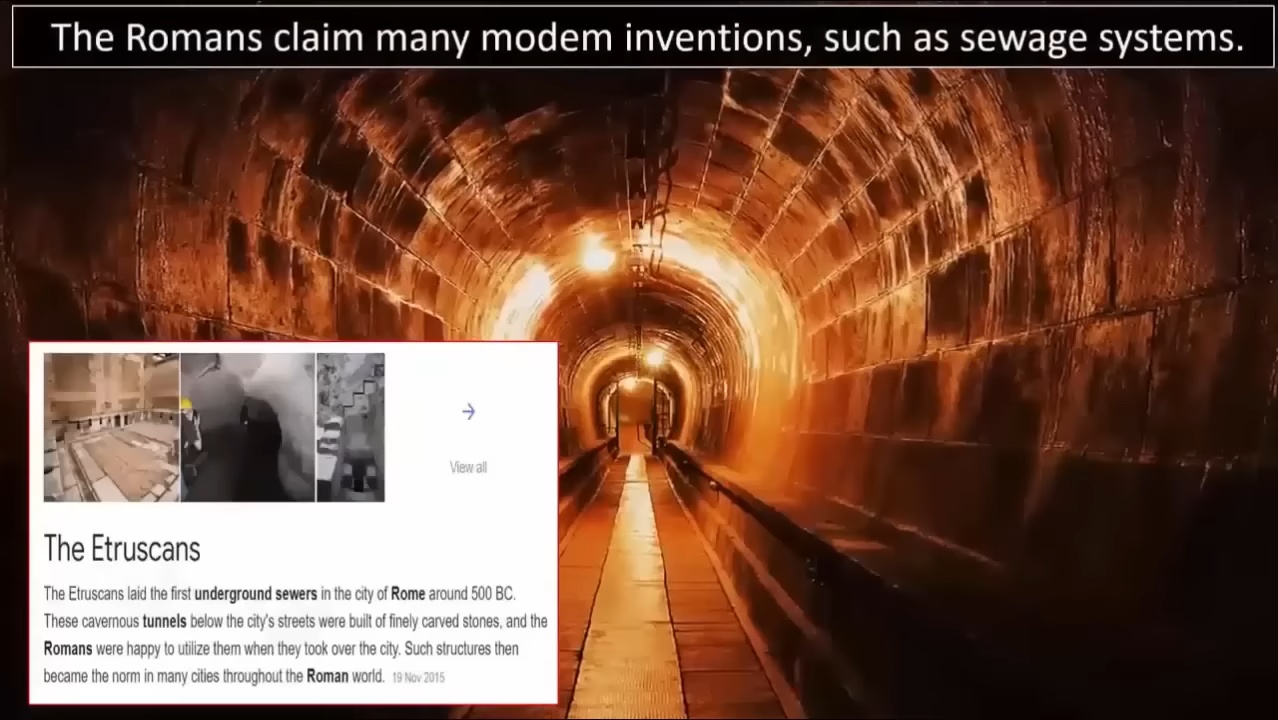 The Romans claim many modem inventions, such as sewage systems.
View all
The Etruscans
The Etruscans laid the first underground sewers in the city of Rome around 500 BC.
These cavernous tunnels below the city's streets were built of finely carved stones, and the
Romans were happy to utilize them when they took over the city. Such structures then
became the norm in many cities throughout the Roman world. 19 Nov 2015